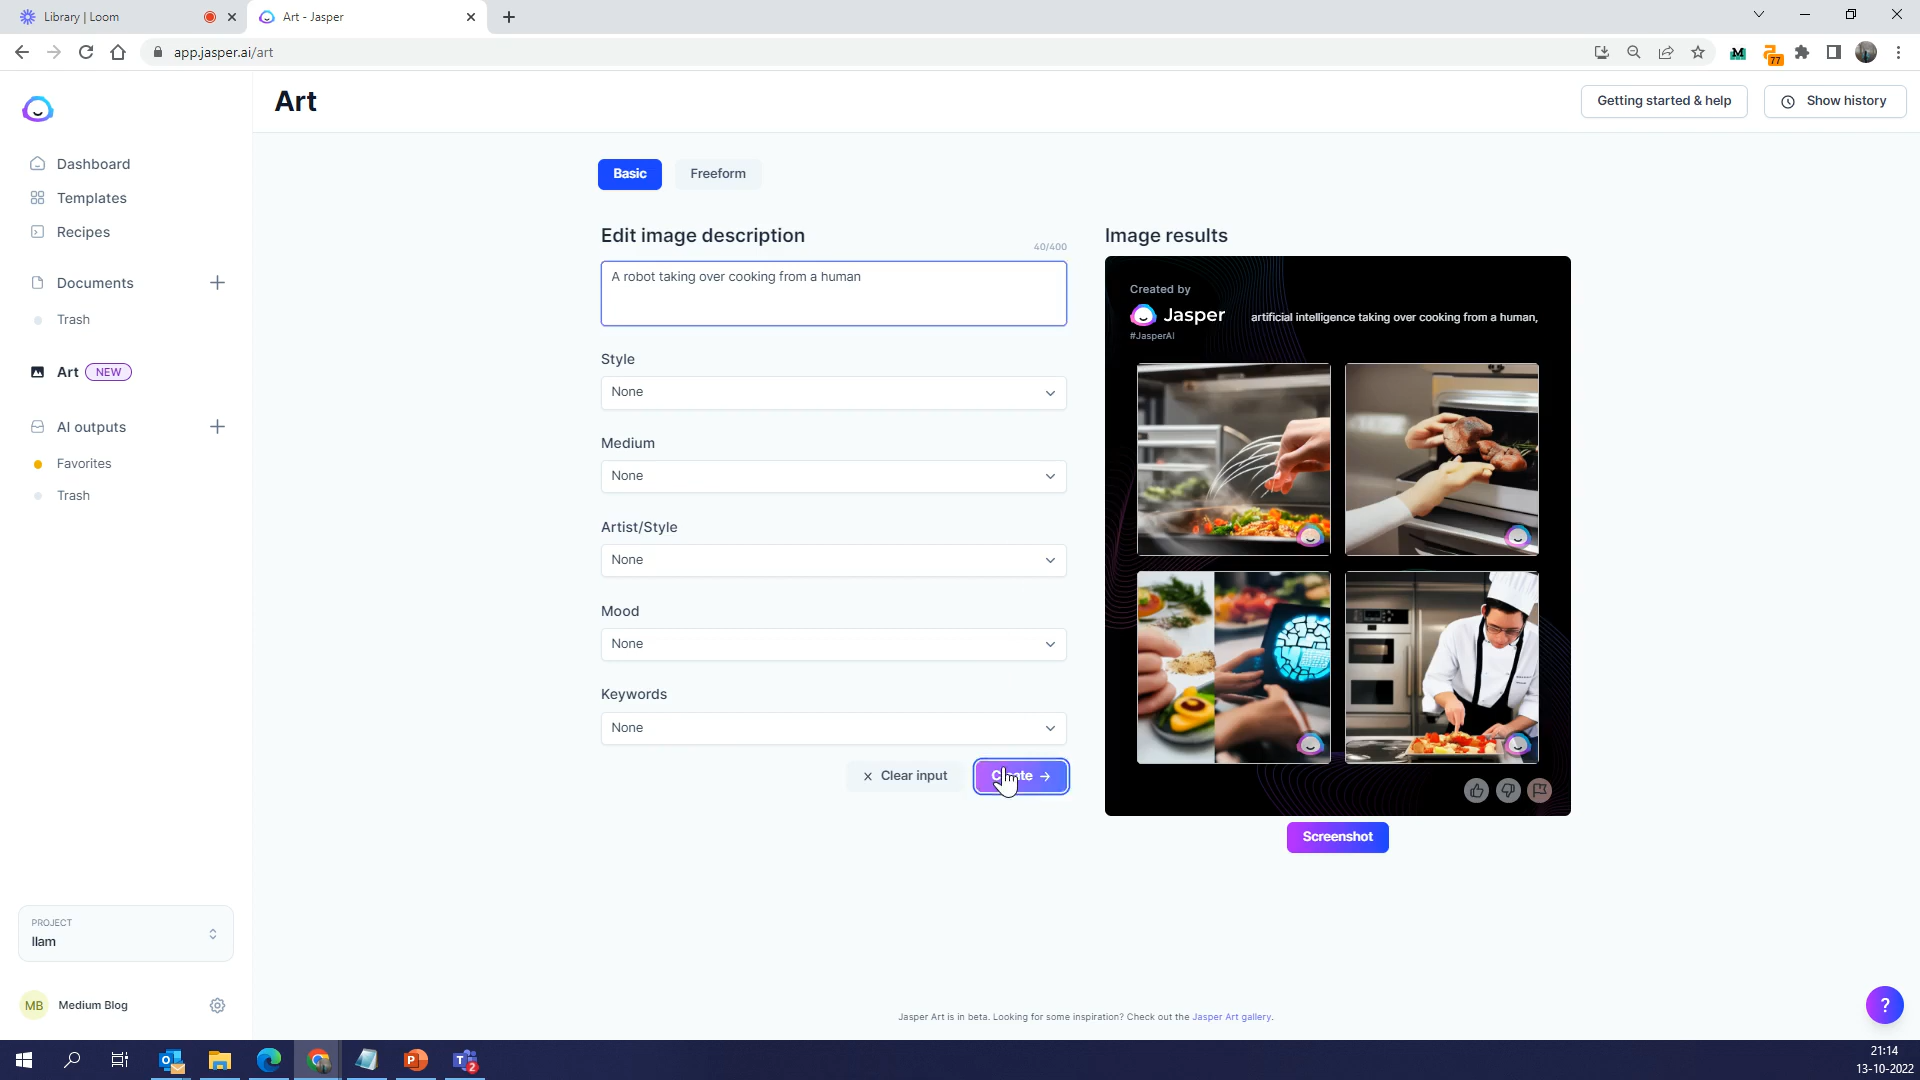 Library | Loom
Art - Jasper
app.jasper.ai/art
77
Art
Getting started & help
Show history
Dashboard
Templates
Recipes
Documents
Trash
Art NEW
AI outputs
Favorites
Trash
Basic
Freeform
Edit image description
40/400
A robot taking over cooking from a human
Style
None
Medium
None
Artist/Style
None
Mood
None
Keywords
None
Clear input
Image results
Created by
Jasper
#JasperAI
artificial intelligence taking over cooking from a human,
Screenshot
PROJECT
llam
MB
Medium Blog
Jasper Art is in beta. Looking for some inspiration? Check out the Jasper Art gallery.
?
2
21:14
13-10-2022